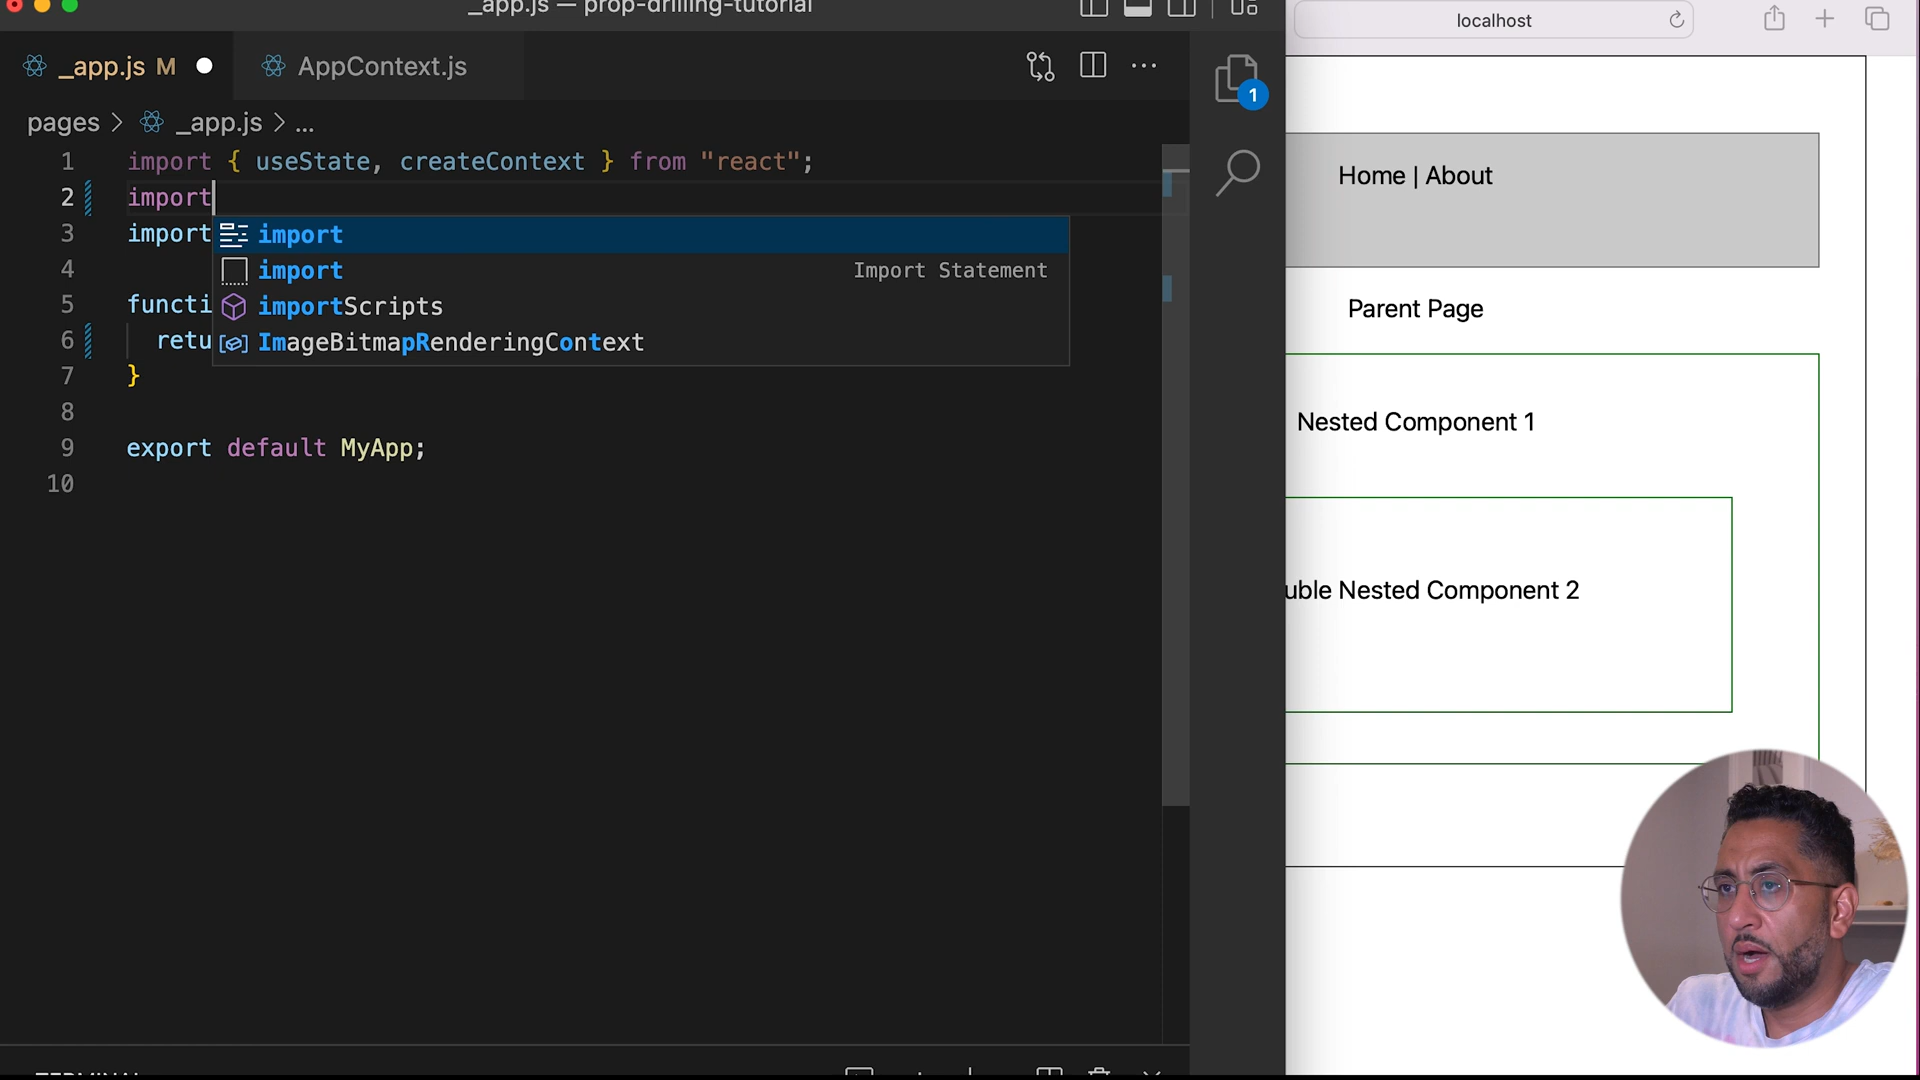 _app.js — prop-drilling-tutorial
localhost
_app.js M
AppContext.js
1
pages > _app.js > ...
1 import { useState, createContext } from "react";
2 import
3 import
4
5 functi
6 retu
7 }
8
9 export default MyApp;
10
import
import Import Statement
importScripts
ImageBitmapRenderingContext
Home | About
Parent Page
Nested Component 1
uble Nested Component 2
TERMINAL